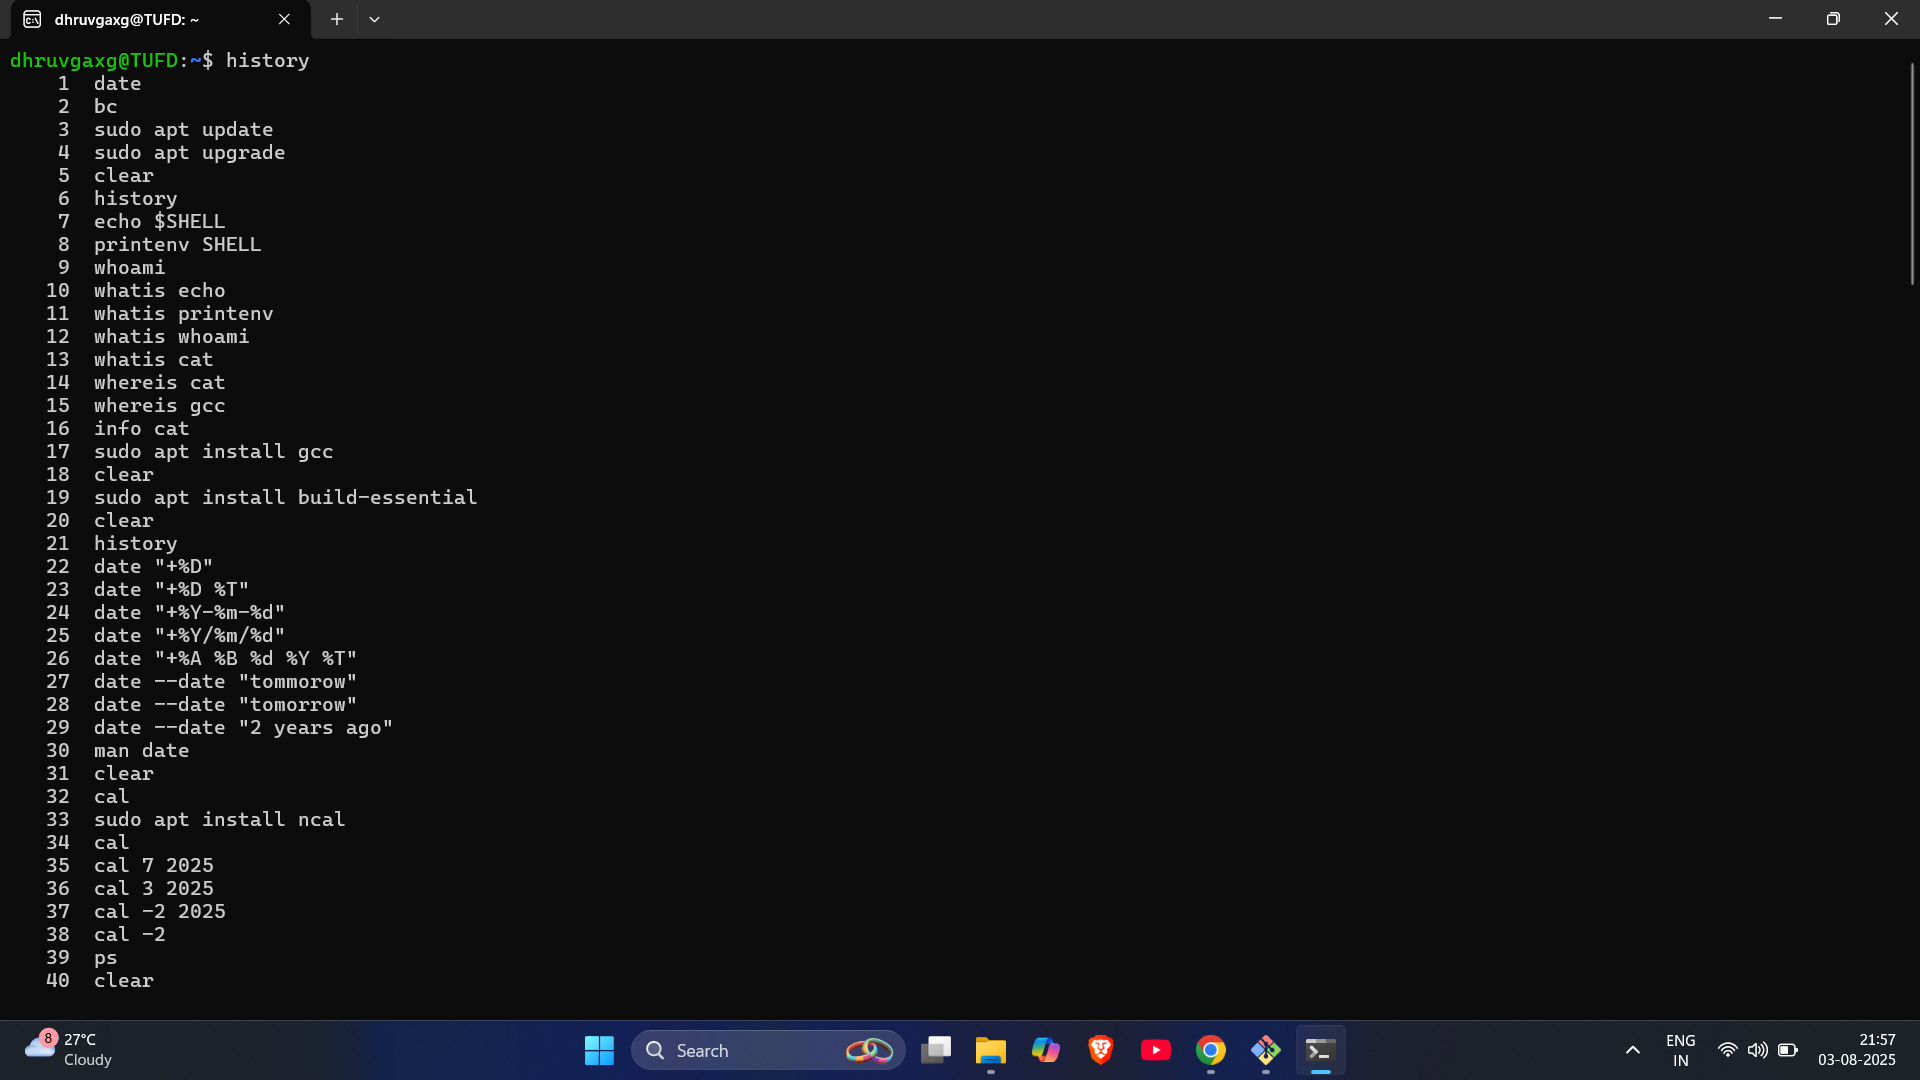 dhruvgaxg@TUFD: ~
dhruvgaxg@TUFD:~$ history
1 date
2 bc
3 sudo apt update
4 sudo apt upgrade
5 clear
6 history
7 echo $SHELL
8 printenv SHELL
9 whoami
10 whatis echo
11 whatis printenv
12 whatis whoami
13 whatis cat
14 whereis cat
15 whereis gcc
16 info cat
17 sudo apt install gcc
18 clear
19 sudo apt install build-essential
20 clear
21 history
22 date "+%D"
23 date "+%D %T"
24 date "+%Y-%m-%d"
25 date "+%Y/%m/%d"
26 date "+%A %B %d %Y %T"
27 date --date "tommorow"
28 date --date "tomorrow"
29 date --date "2 years ago"
30 man date
31 clear
32 cal
33 sudo apt install ncal
34 cal
35 cal 7 2025
36 cal 3 2025
37 cal -2 2025
38 cal -2
39 ps
40 clear
8 27°C
Cloudy
Search
ENG
IN
21:57
03-08-2025